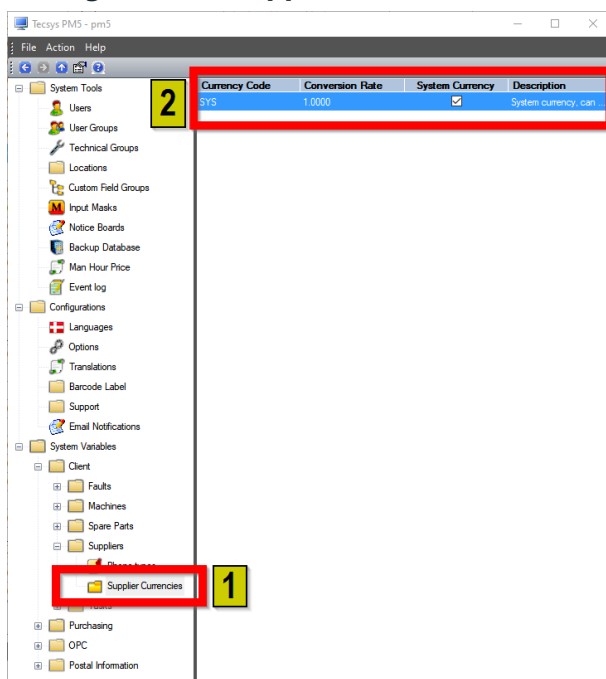 Tecsys PM5 - pm5
File Action Help
System Tools
Users
User Groups
Technical Groups
Locations
Custom Field Groups
Input Masks
Notice Boards
Backup Database
Man Hour Price
Event log
Configurations
Languages
Options
Translations
Barcode Label
Support
Email Notifications
System Variables
Client
Faults
Machines
Spare Parts
Suppliers
Supplier Currencies
Purchasing
OPC
Postal Information
2
Currency Code Conversion Rate System Currency Description
SYS 1.0000 System currency, can ...
1